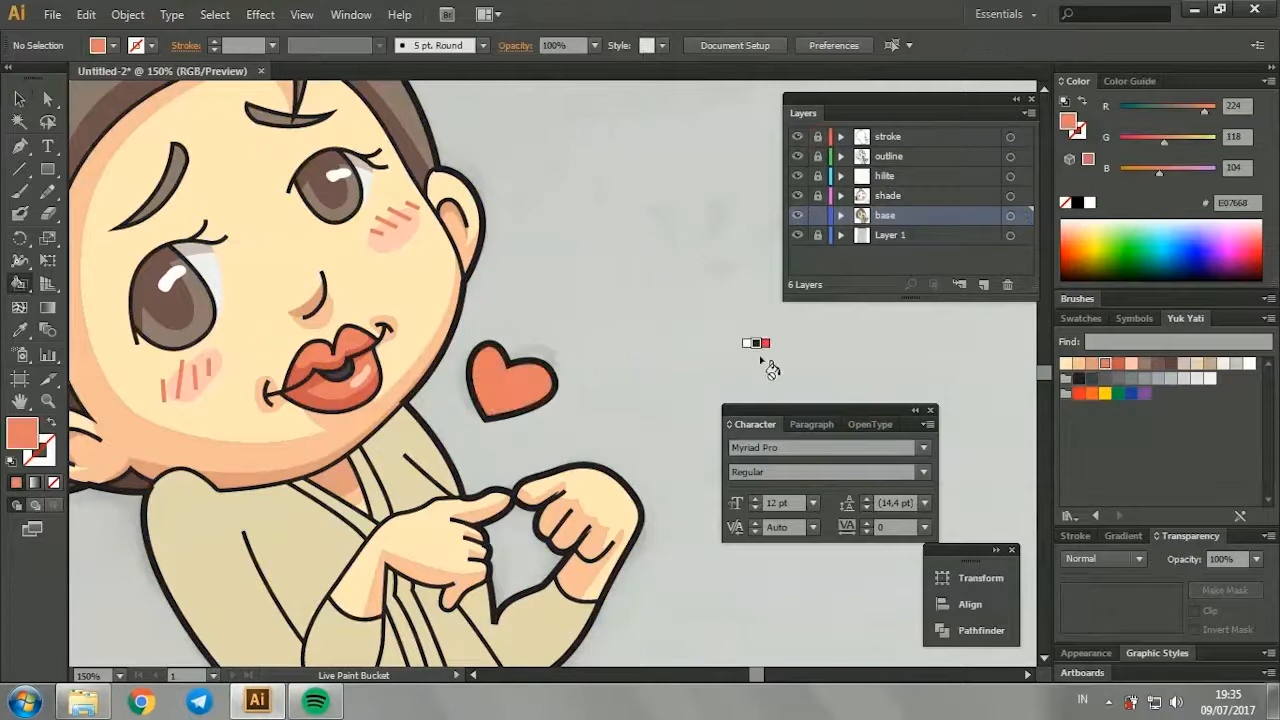 Ai File Edit Object Type Select Effect View Window Help Br Essentials
No Selection Stroke: 5 pt. Round Opacity: 100% Style: Document Setup Preferences
Untitled-2* @ 150% (RGB/Preview) ×
Layers
stroke
outline
hilite
shade
base
Layer 1
6 Layers
Color Color Guide
R 224
G 118
B 104
# E07668
Brushes
Swatches Symbols Yuk Yati
Find:
Character Paragraph OpenType
Myriad Pro
Regular
12 pt (14,4 pt)
Auto 0
Transform
Align
Pathfinder
Stroke Gradient Transparency
Normal Opacity: 100%
Make Mask
Clip
Invert Mask
Appearance Graphic Styles
Artboards
150% 1 Live Paint Bucket
Ai IN 19:35
09/07/2017